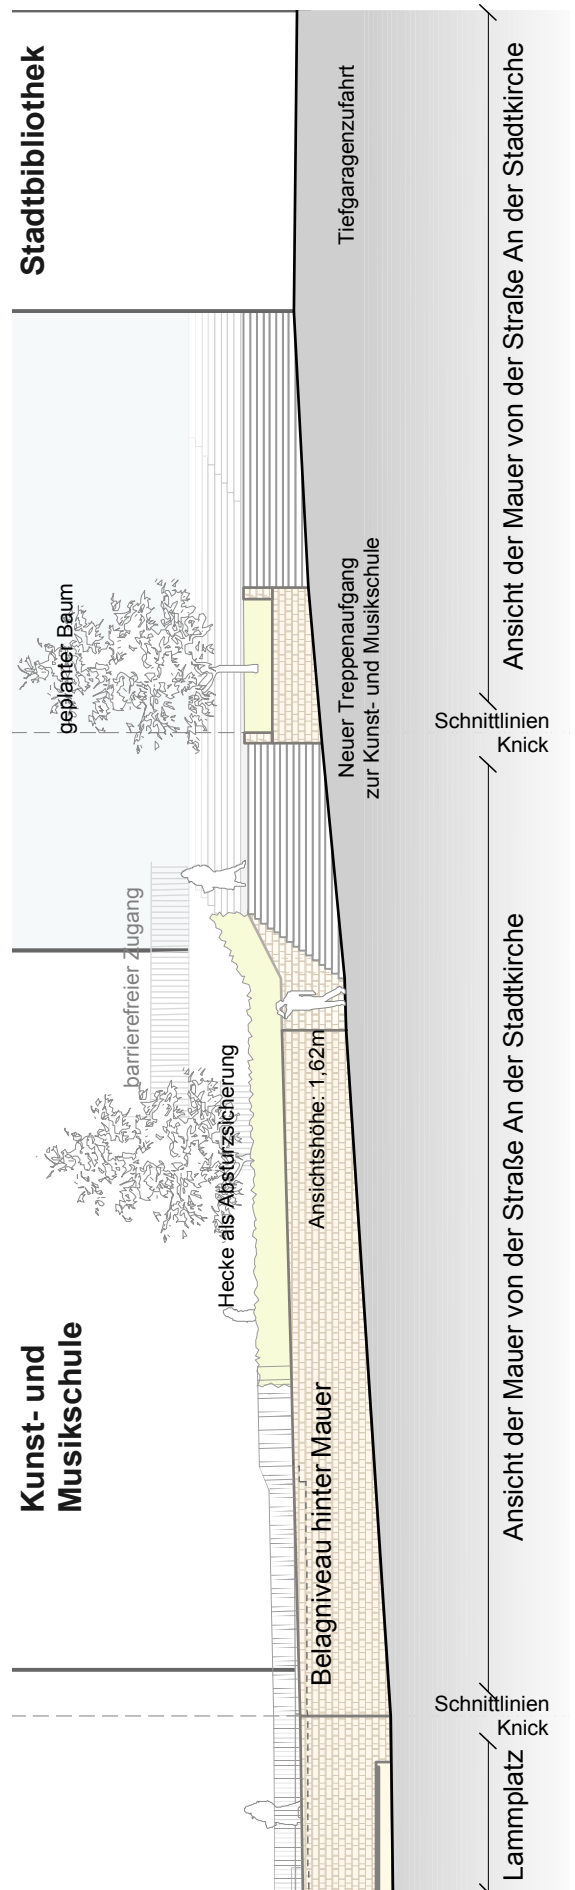 Kunst- und
Musikschule
Stadtbibliothek
geplanter Baum
barrierefreier Zugang
Hecke als Absturzsicherung
Ansichtshöhe: 1,62m
Belagniveau hinter Mauer
Neuer Treppenaufgang
zur Kunst- und Musikschule
Tiefgaragenzufahrt
Schnittlinien
Knick
Schnittlinien
Knick
Lammplatz
Ansicht der Mauer von der Straße An der Stadtkirche
Ansicht der Mauer von der Straße An der Stadtkirche